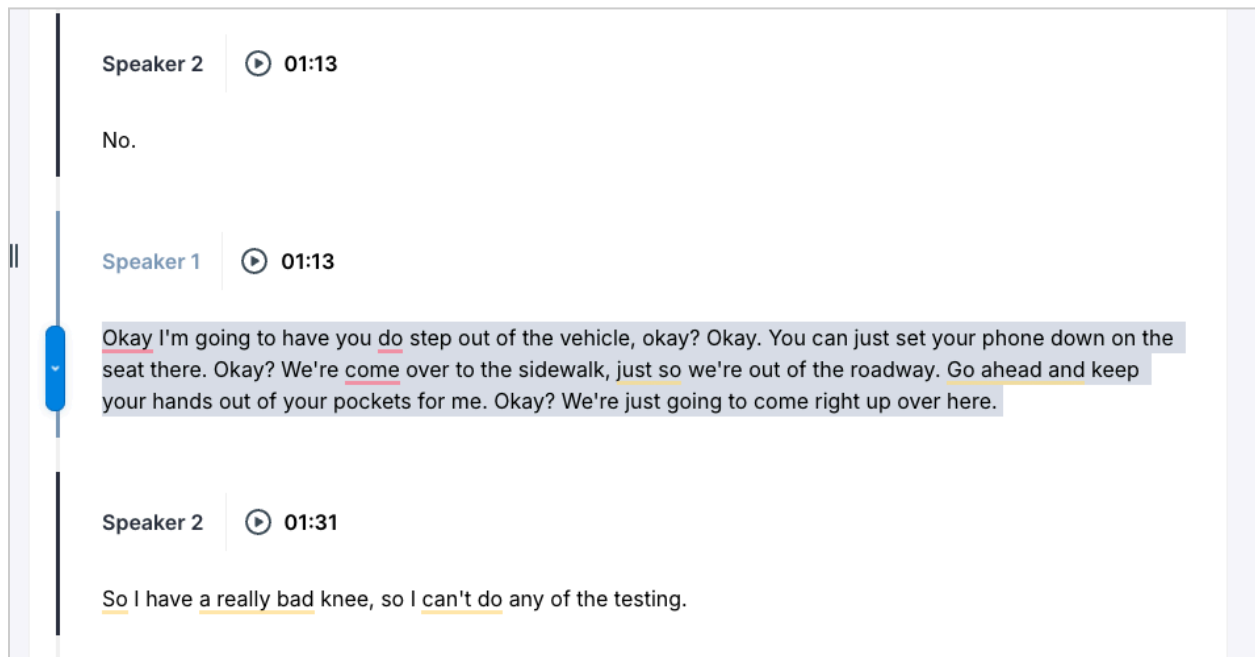 Speaker 2 01:13
No.
Speaker 1 01:13
Okay I'm going to have you do step out of the vehicle, okay? Okay. You can just set your phone down on the
seat there. Okay? We're come over to the sidewalk, just so we're out of the roadway. Go ahead and keep
your hands out of your pockets for me. Okay? We're just going to come right up over here.
Speaker 2 01:31
So I have a really bad knee, so I can't do any of the testing.